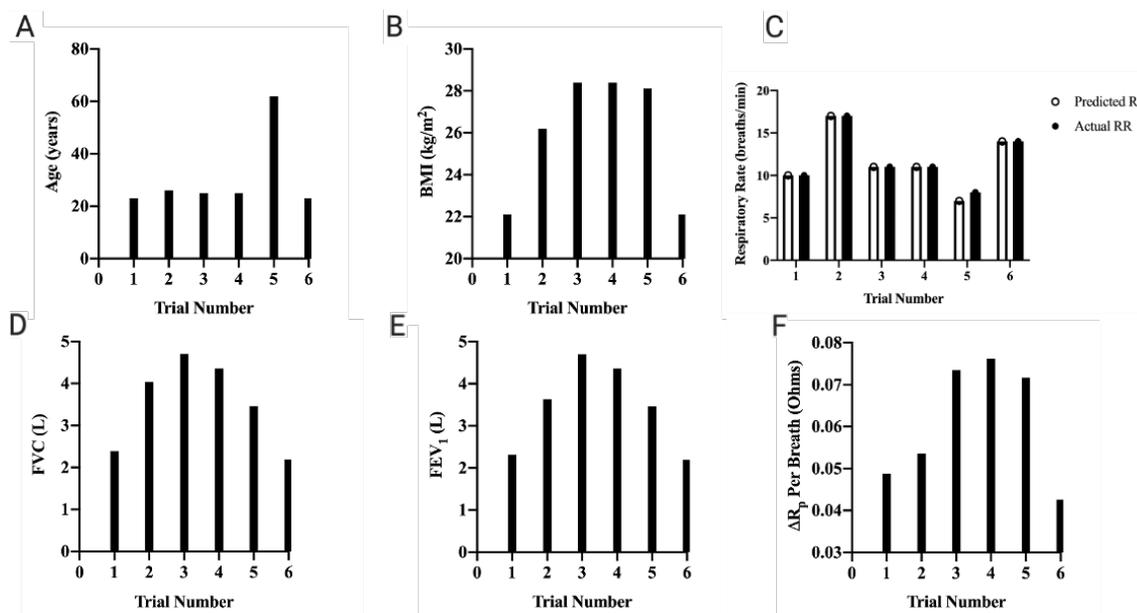 A
80
60
40
20
0
Age (years)
0 1 2 3 4 5 6
Trial Number
B
30
28
26
24
22
20
BMI (kg/m²)
0 1 2 3 4 5 6
Trial Number
C
20
15
10
5
0
Respiratory Rate (breaths/min)
1 2 3 4 5 6
Trial Number
Predicted R
Actual RR
D
5
4
3
2
1
0
FVC (L)
0 1 2 3 4 5 6
Trial Number
E
5
4
3
2
1
0
FEV₁ (L)
0 1 2 3 4 5 6
Trial Number
F
0.08
0.07
0.06
0.05
0.04
0.03
ΔRₚ Per Breath (Ohms)
0 1 2 3 4 5 6
Trial Number